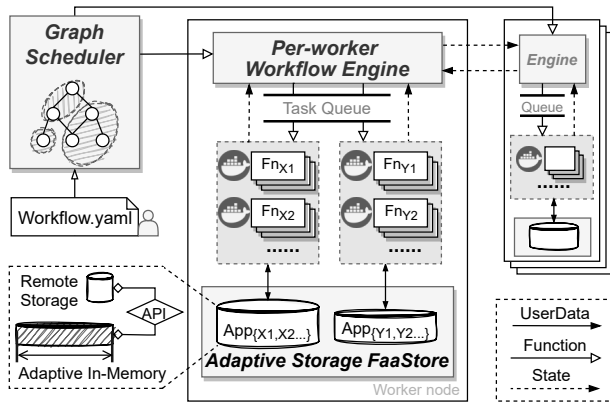 Graph
Scheduler
Workflow.yaml
Per-worker
Workflow Engine
Task Queue
FnX1
FnX2
......
FnY1
FnY2
......
Engine
Queue
......
Remote
Storage
API
Adaptive In-Memory
App{X1,X2...}
App{Y1,Y2...}
Adaptive Storage FaaStore
Worker node
UserData
Function
State